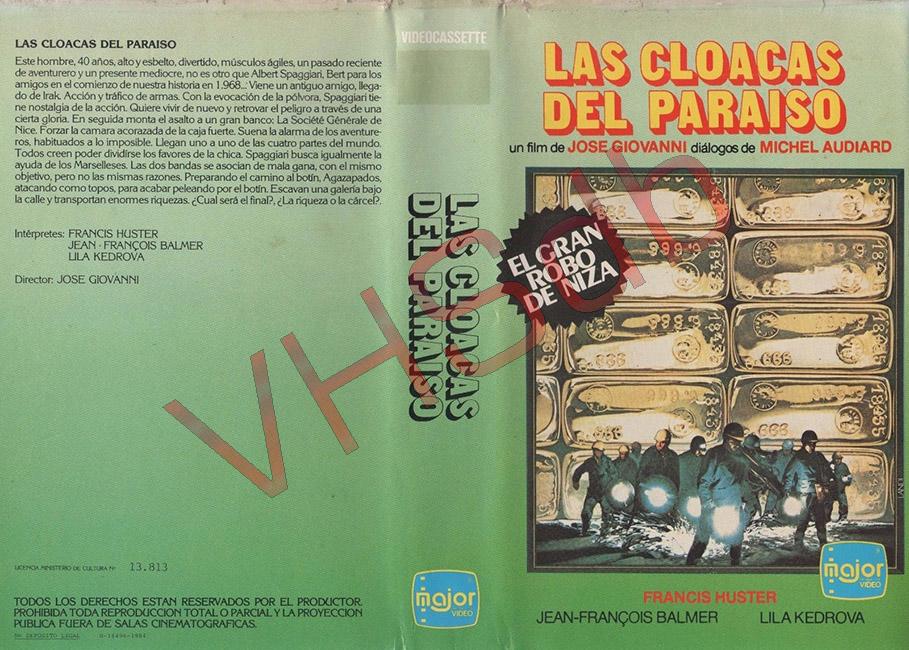 LAS CLOACAS DEL PARAISO
Este hombre, 40 años, alto y esbelto, divertido, músculos ágiles, un pasado reciente
de aventurero y un presente mediocre, no es otro que Albert Spaggiari, Bert para los
amigos en el comienzo de nuestra historia en 1.968..: Viene un antiguo amigo, llega-
do de Irak. Acción y tráfico de armas. Con la evocación de la pólvora, Spaggiari tie-
ne nostalgia de la acción. Quiere vivir de nuevo y retrovar el peligro a través de una
cierta gloria. En seguida monta el asalto a un gran banco: La Société Générale de
Nice. Forzar la camara acorazada de la caja fuerte. Suena la alarma de los aventure-
ros, habituados a lo imposible. Llegan uno a uno de las cuatro partes del mundo.
Todos creen poder dividírse los favores de la chica. Spaggiari busca igualmente la
ayuda de los Marselleses. Las dos bandas se asocian de mala gana, con el mismo
objetivo, pero no las mismas razones. Preparando el camino al botín, Agazapados,
atacando como topos, para acabar peleando por el botín. Escavan una galería bajo
la calle y transportan enormes riquezas. ¿Cual será el final?, ¿La riqueza o la cárcel?.
Intérpretes: FRANCIS HUSTER
JEAN-FRANÇOIS BALMER
LILA KEDROVA
Director: JOSE GIOVANNI
LICENCIA MINISTERIO DE CULTURA Nº 13.813
TODOS LOS DERECHOS ESTAN RESERVADOS POR EL PRODUCTOR.
PROHIBIDA TODA REPRODUCCION TOTAL O PARCIAL Y LA PROYECCION
PUBLICA FUERA DE SALAS CINEMATOGRAFICAS.
Nº DEPOSITO LEGAL
VIDEOCASSETTE
LAS CLOACAS
DEL PARAISO
major
VIDEO
LAS CLOACAS
DEL PARAISO
un film de JOSE GIOVANNI diálogos de MICHEL AUDIARD
EL GRAN
ROBO
DE NIZA
18435
999
major
VIDEO
FRANCIS HUSTER
JEAN-FRANÇOIS BALMER LILA KEDROVA
VHSdb